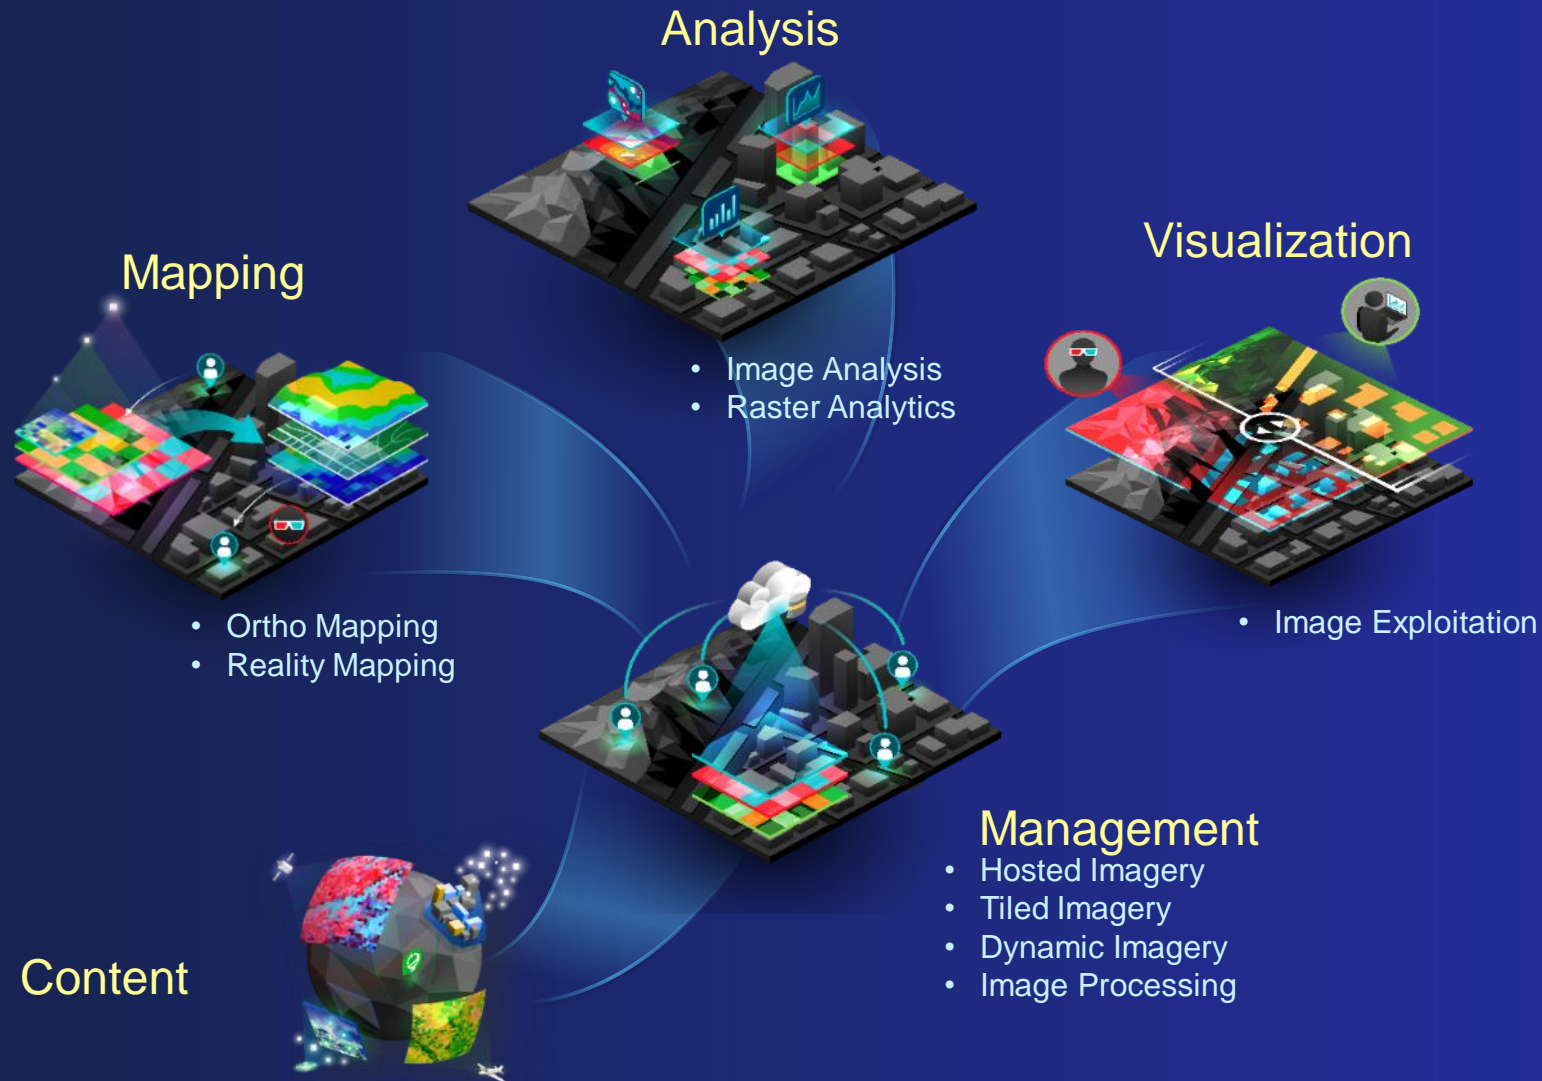 Analysis
• Image Analysis
• Raster Analytics
Mapping
• Ortho Mapping
• Reality Mapping
Visualization
• Image Exploitation
Management
• Hosted Imagery
• Tiled Imagery
• Dynamic Imagery
• Image Processing
Content